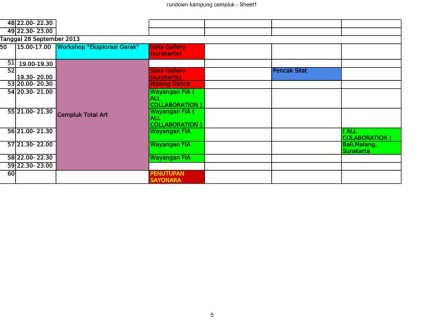 rundown kampung cempluk - Sheet1
48 22.00- 22.30
49 22.30- 23.00
Tanggal 28 September 2013
50 15.00-17.00 Workshop "Eksplorasi Gerak" Saka Gallery
(surakarta)
51 19.00-19.30
52 Saka Gallery Pencak Silat
19.30- 20.00 (surakarta)
53 20.00- 20.30 Malang Dance
54 20.30- 21.00 Wayangan FIA (
ALL
COLLABORATION )
55 21.00- 21.30 Cempluk Total Art Wayangan FIA (
ALL
COLLABORATION )
56 21.00- 21.30 Wayangan FIA ( ALL
COLABORATION )
57 21.30- 22.00 Wayangan FIA Bali,Malang,
Surakarta
58 22.00- 22.30 Wayangan FIA
59 22.30- 23.00
60 PENUTUPAN
SAYONARA
5